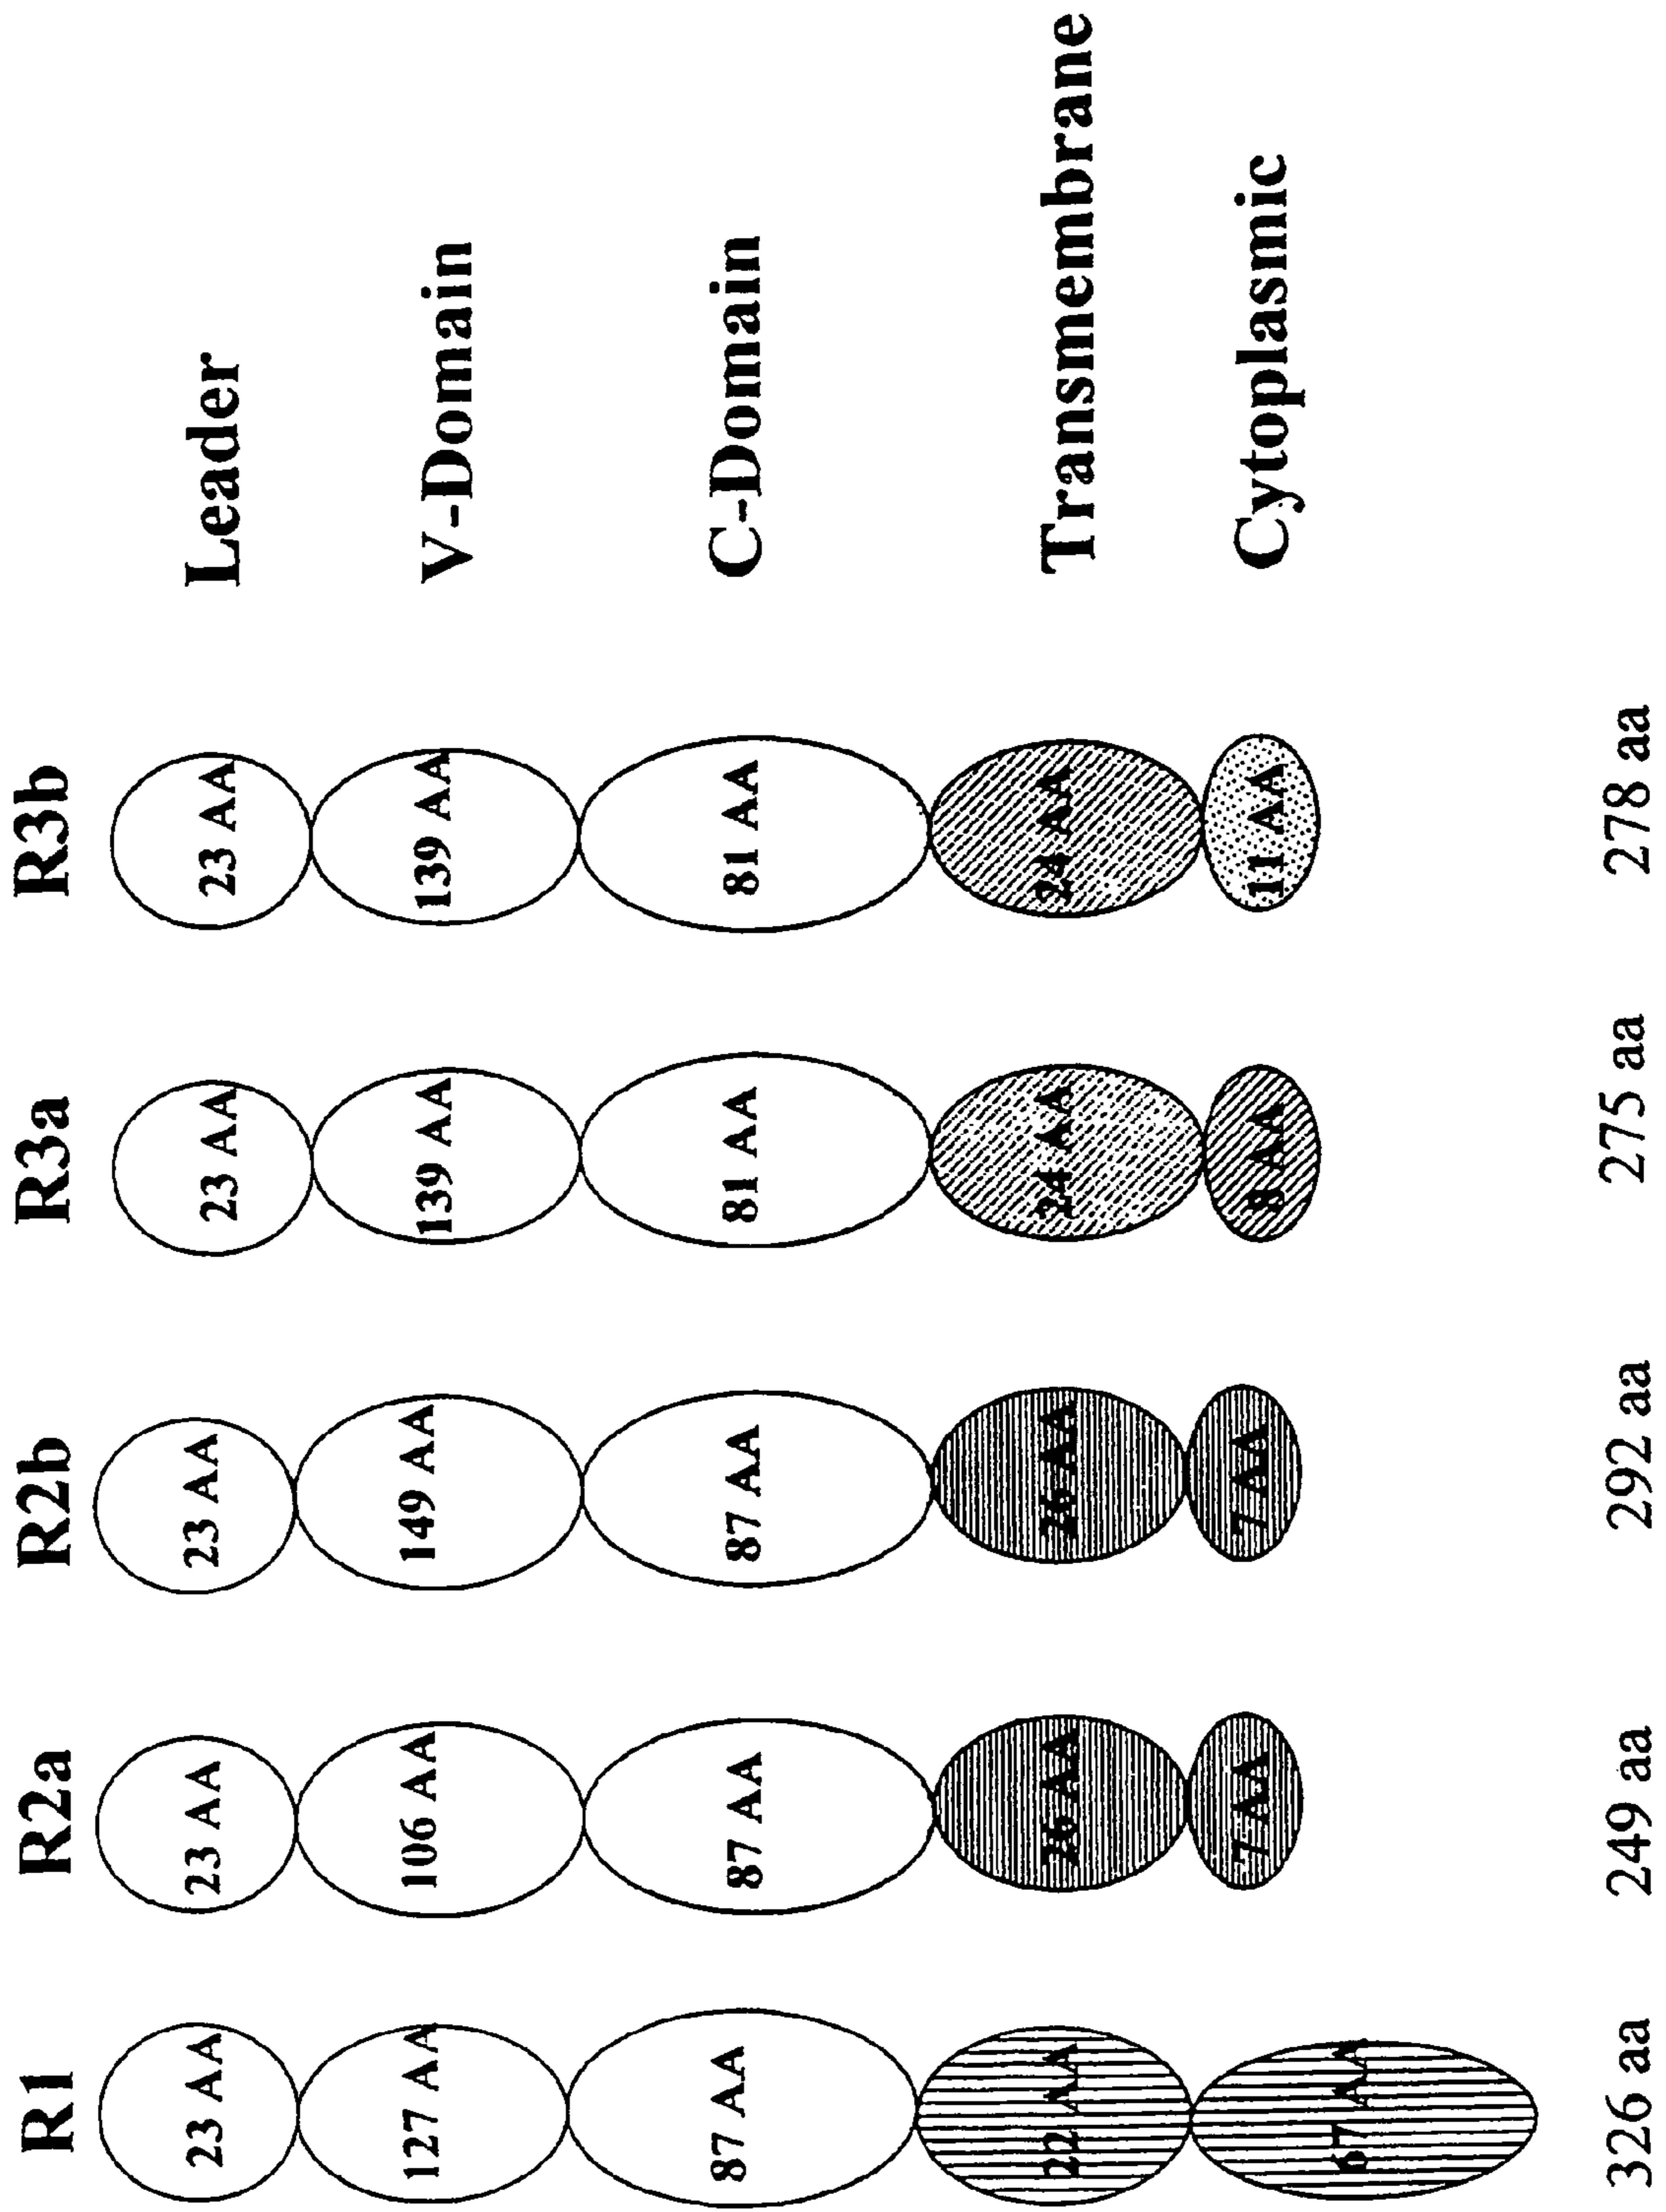 R1 R2a R2b R3a R3b
23 AA 23 AA 23 AA 23 AA 23 AA Leader
127 AA 106 AA 149 AA 139 AA 139 AA V-Domain
87 AA 87 AA 87 AA 81 AA 81 AA C-Domain
22 AA 26 AA 26 AA 24 AA 24 AA Transmembrane
67 AA 7 AA 7 AA 8 AA 11 AA Cytoplasmic
326 aa 249 aa 292 aa 275 aa 278 aa